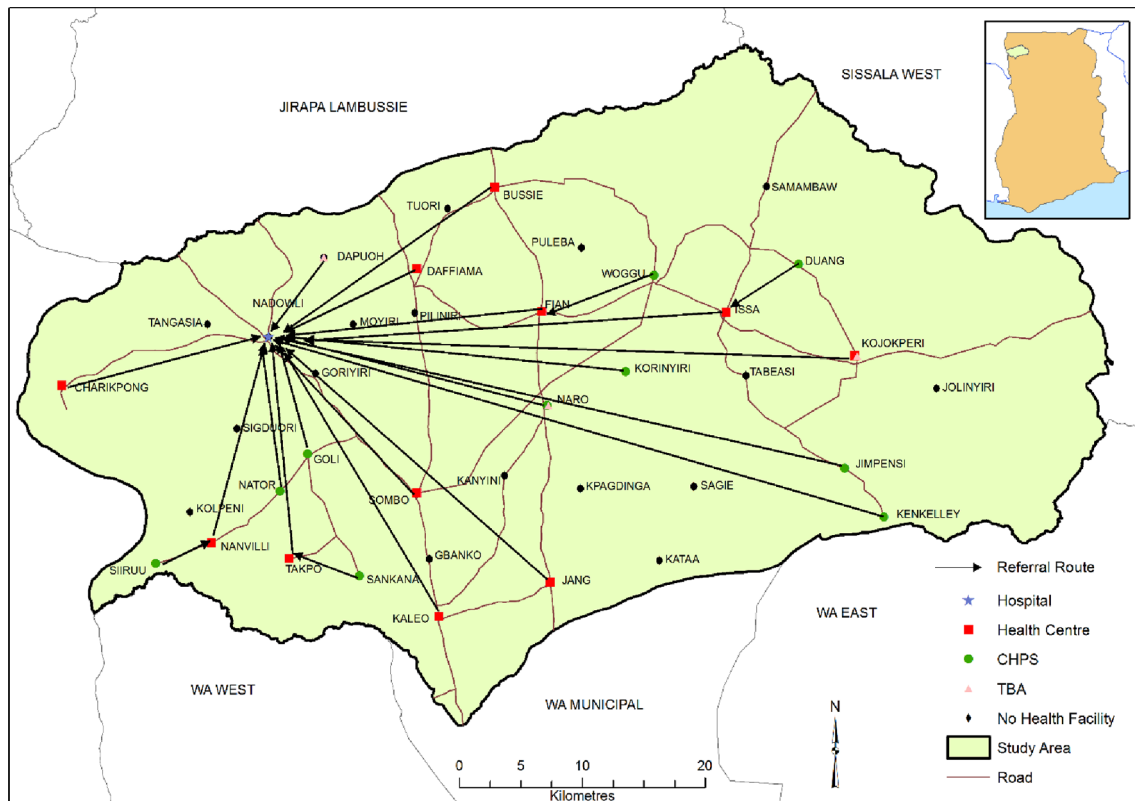 SISSALA WEST
JIRAPA LAMBUSSIE
BUSSIE
SAMAMBAW
TUORI
PULEBA
DAPUOH
DAFFIAMA
WOGGU
DUANG
NADOWLI
TANGASIA
MOYIRI
PILINIRI
FIAN
ISSA
KOJOKPERI
CHARIKPONG
GORIYIRI
KORINYIRI
TABEASI
JOLINYIRI
NARO
SIGDUORI
GOLI
JIMPENSI
NATOR
SOMBO
KANYINI
KPAGDINGA
SAGIE
KOLPENI
KENKELLEY
NANVILLI
SIIRUU
TAKPO
SANKANA
GBANKO
KATAA
JANG
KALEO
WA EAST
WA WEST
WA MUNICIPAL
Referral Route
Hospital
Health Centre
CHPS
TBA
No Health Facility
Study Area
Road
N
0 5 10 20
Kilometres